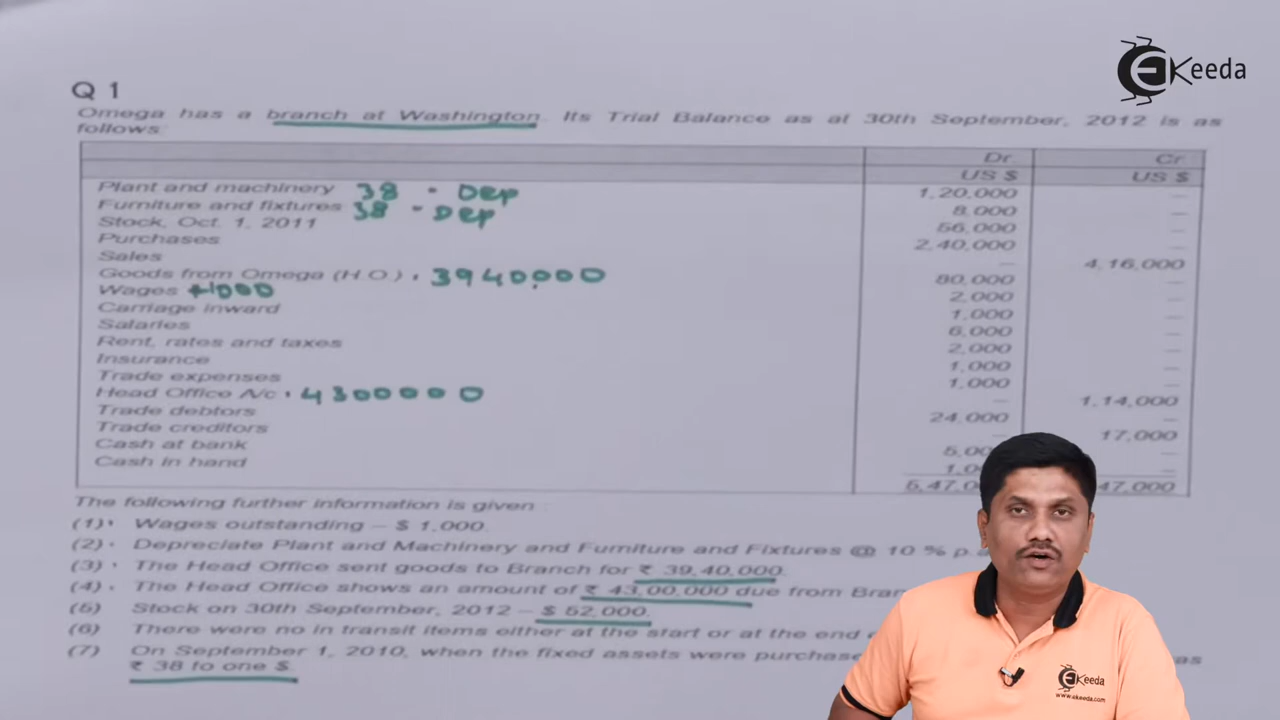 Keeda
Q 1
Omega has a branch at Washington. Its Trial Balance as at 30th September, 2012 is as
follows:
Dr Cr
US $ US $
Plant and machinery 38 - Dep 1,20,000 —
Furniture and fixtures 38 - Dep 8,000 —
Stock, Oct. 1, 2011 56,000 —
Purchases 2,40,000 —
Sales — 4,16,000
Goods from Omega (H.O.) 3940,000 80,000 —
Wages +1000 2,000 —
Carriage inward 1,000 —
Salaries 6,000 —
Rent, rates and taxes 2,000 —
Insurance 1,000 —
Trade expenses 1,000 —
Head Office A/c 4300000 — 1,14,000
Trade debtors 24,000 —
Trade creditors — 17,000
Cash at bank
Cash in hand
The following further information is given
(1) Wages outstanding – $ 1,000.
(2) Depreciate Plant and Machinery and Furniture and Fixtures @ 10 %
(3) The Head Office sent goods to Branch for ₹ 39,40,000.
(4) The Head Office shows an amount of ₹ 43,00,000 due from
(5) Stock on 30th September, 2012 – $ 52,000.
(6) There were no in transit items either at the start or at the end
(7) On September 1, 2010, when the fixed assets were as
₹ 38 to one $.
Keeda
www.ekeeda.com